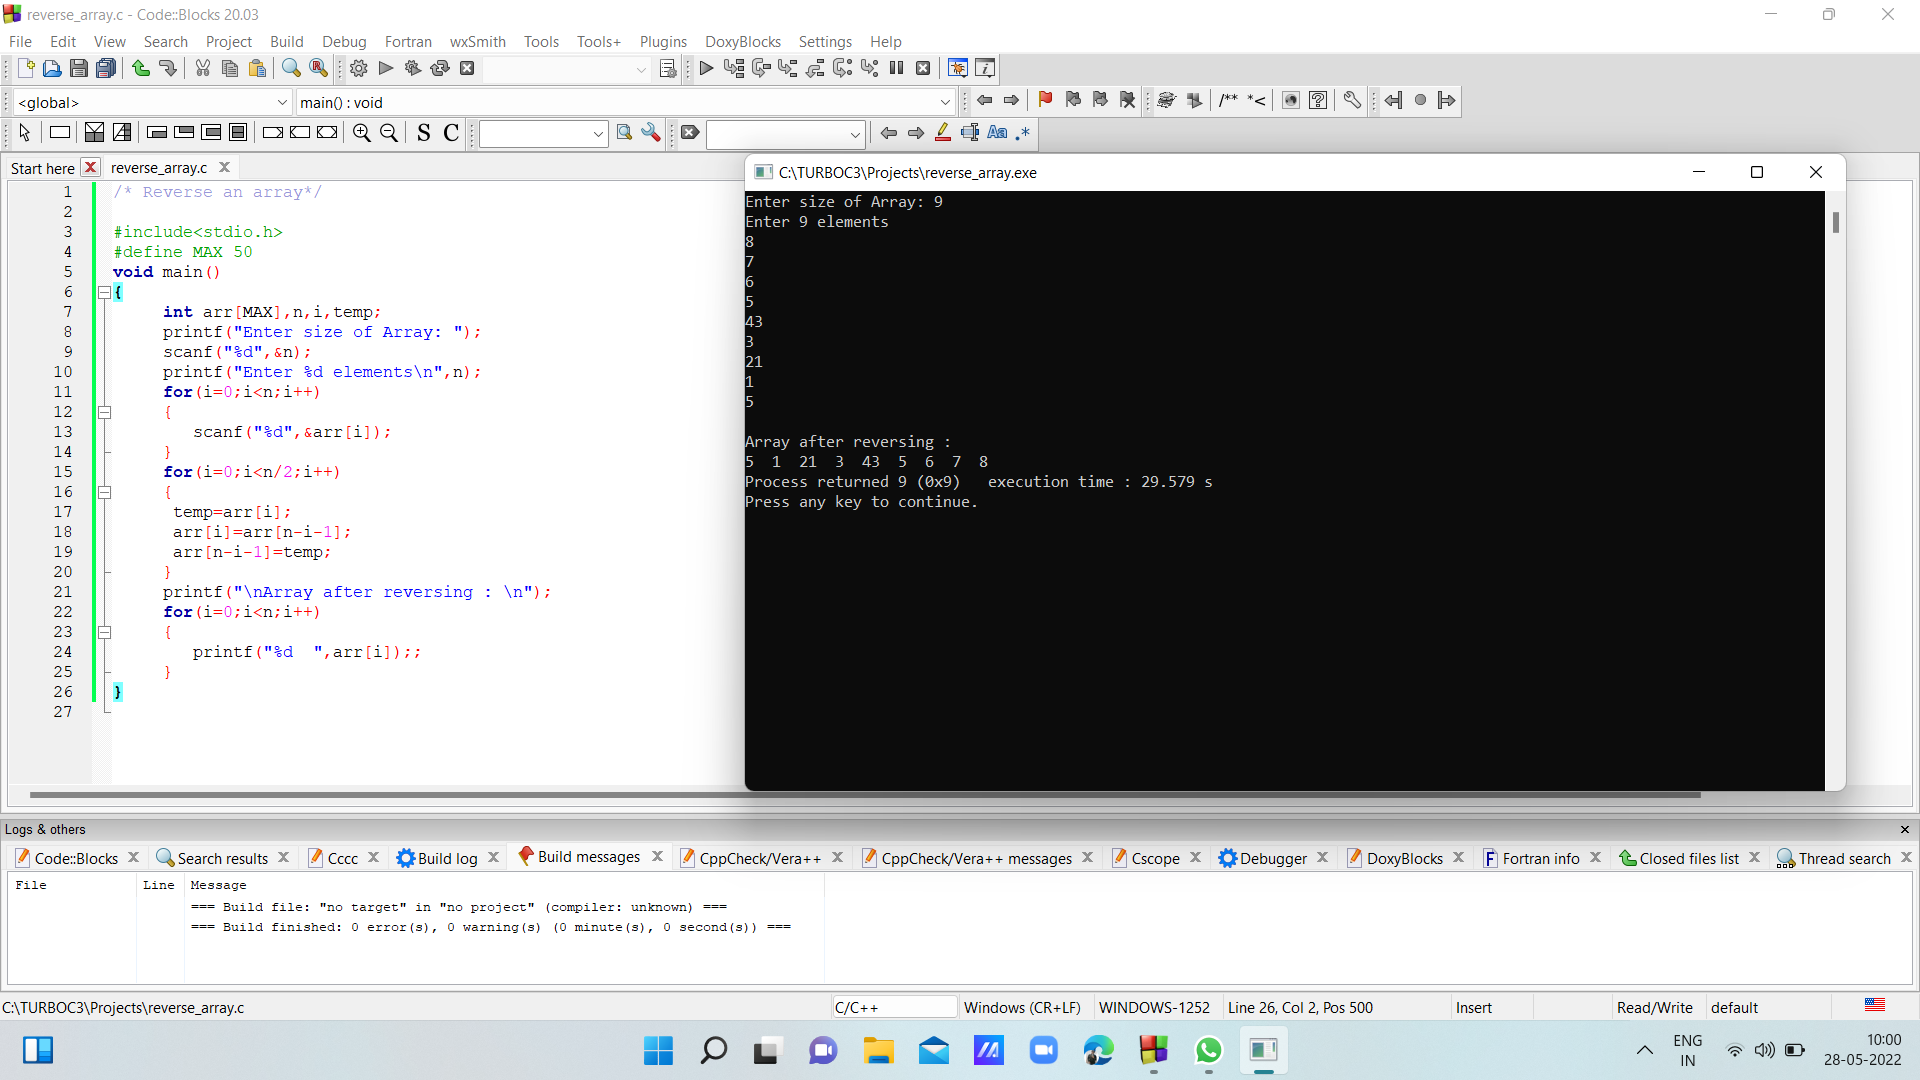 reverse_array.c - Code::Blocks 20.03
File Edit View Search Project Build Debug Fortran wxSmith Tools Tools+ Plugins DoxyBlocks Settings Help
<global> main() : void
/** *<
S C Aa .*
Start here reverse_array.c
1 /* Reverse an array*/
2
3 #include<stdio.h>
4 #define MAX 50
5 void main()
6 {
7 int arr[MAX],n,i,temp;
8 printf("Enter size of Array: ");
9 scanf("%d",&n);
10 printf("Enter %d elements\n",n);
11 for(i=0;i<n;i++)
12 {
13 scanf("%d",&arr[i]);
14 }
15 for(i=0;i<n/2;i++)
16 {
17 temp=arr[i];
18 arr[i]=arr[n-i-1];
19 arr[n-i-1]=temp;
20 }
21 printf("\nArray after reversing : \n");
22 for(i=0;i<n;i++)
23 {
24 printf("%d  ",arr[i]);;
25 }
26 }
27
C:\TURBOC3\Projects\reverse_array.exe
Enter size of Array: 9
Enter 9 elements
8
7
6
5
43
3
21
1
5
Array after reversing :
5  1  21  3  43  5  6  7  8
Process returned 9 (0x9)   execution time : 29.579 s
Press any key to continue.
Logs & others
Code::Blocks Search results Cccc Build log Build messages CppCheck/Vera++ CppCheck/Vera++ messages Cscope Debugger DoxyBlocks Fortran info Closed files list Thread search
File Line Message
=== Build file: "no target" in "no project" (compiler: unknown) ===
=== Build finished: 0 error(s), 0 warning(s) (0 minute(s), 0 second(s)) ===
C:\TURBOC3\Projects\reverse_array.c C/C++ Windows (CR+LF) WINDOWS-1252 Line 26, Col 2, Pos 500 Insert Read/Write default
ENG 10:00
IN 28-05-2022